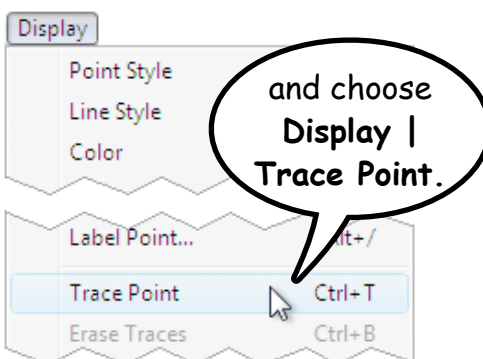 Display
Point Style
Line Style
Color
and choose
Display |
Trace Point.
Label Point... lt+/
Trace Point Ctrl+T
Erase Traces Ctrl+B